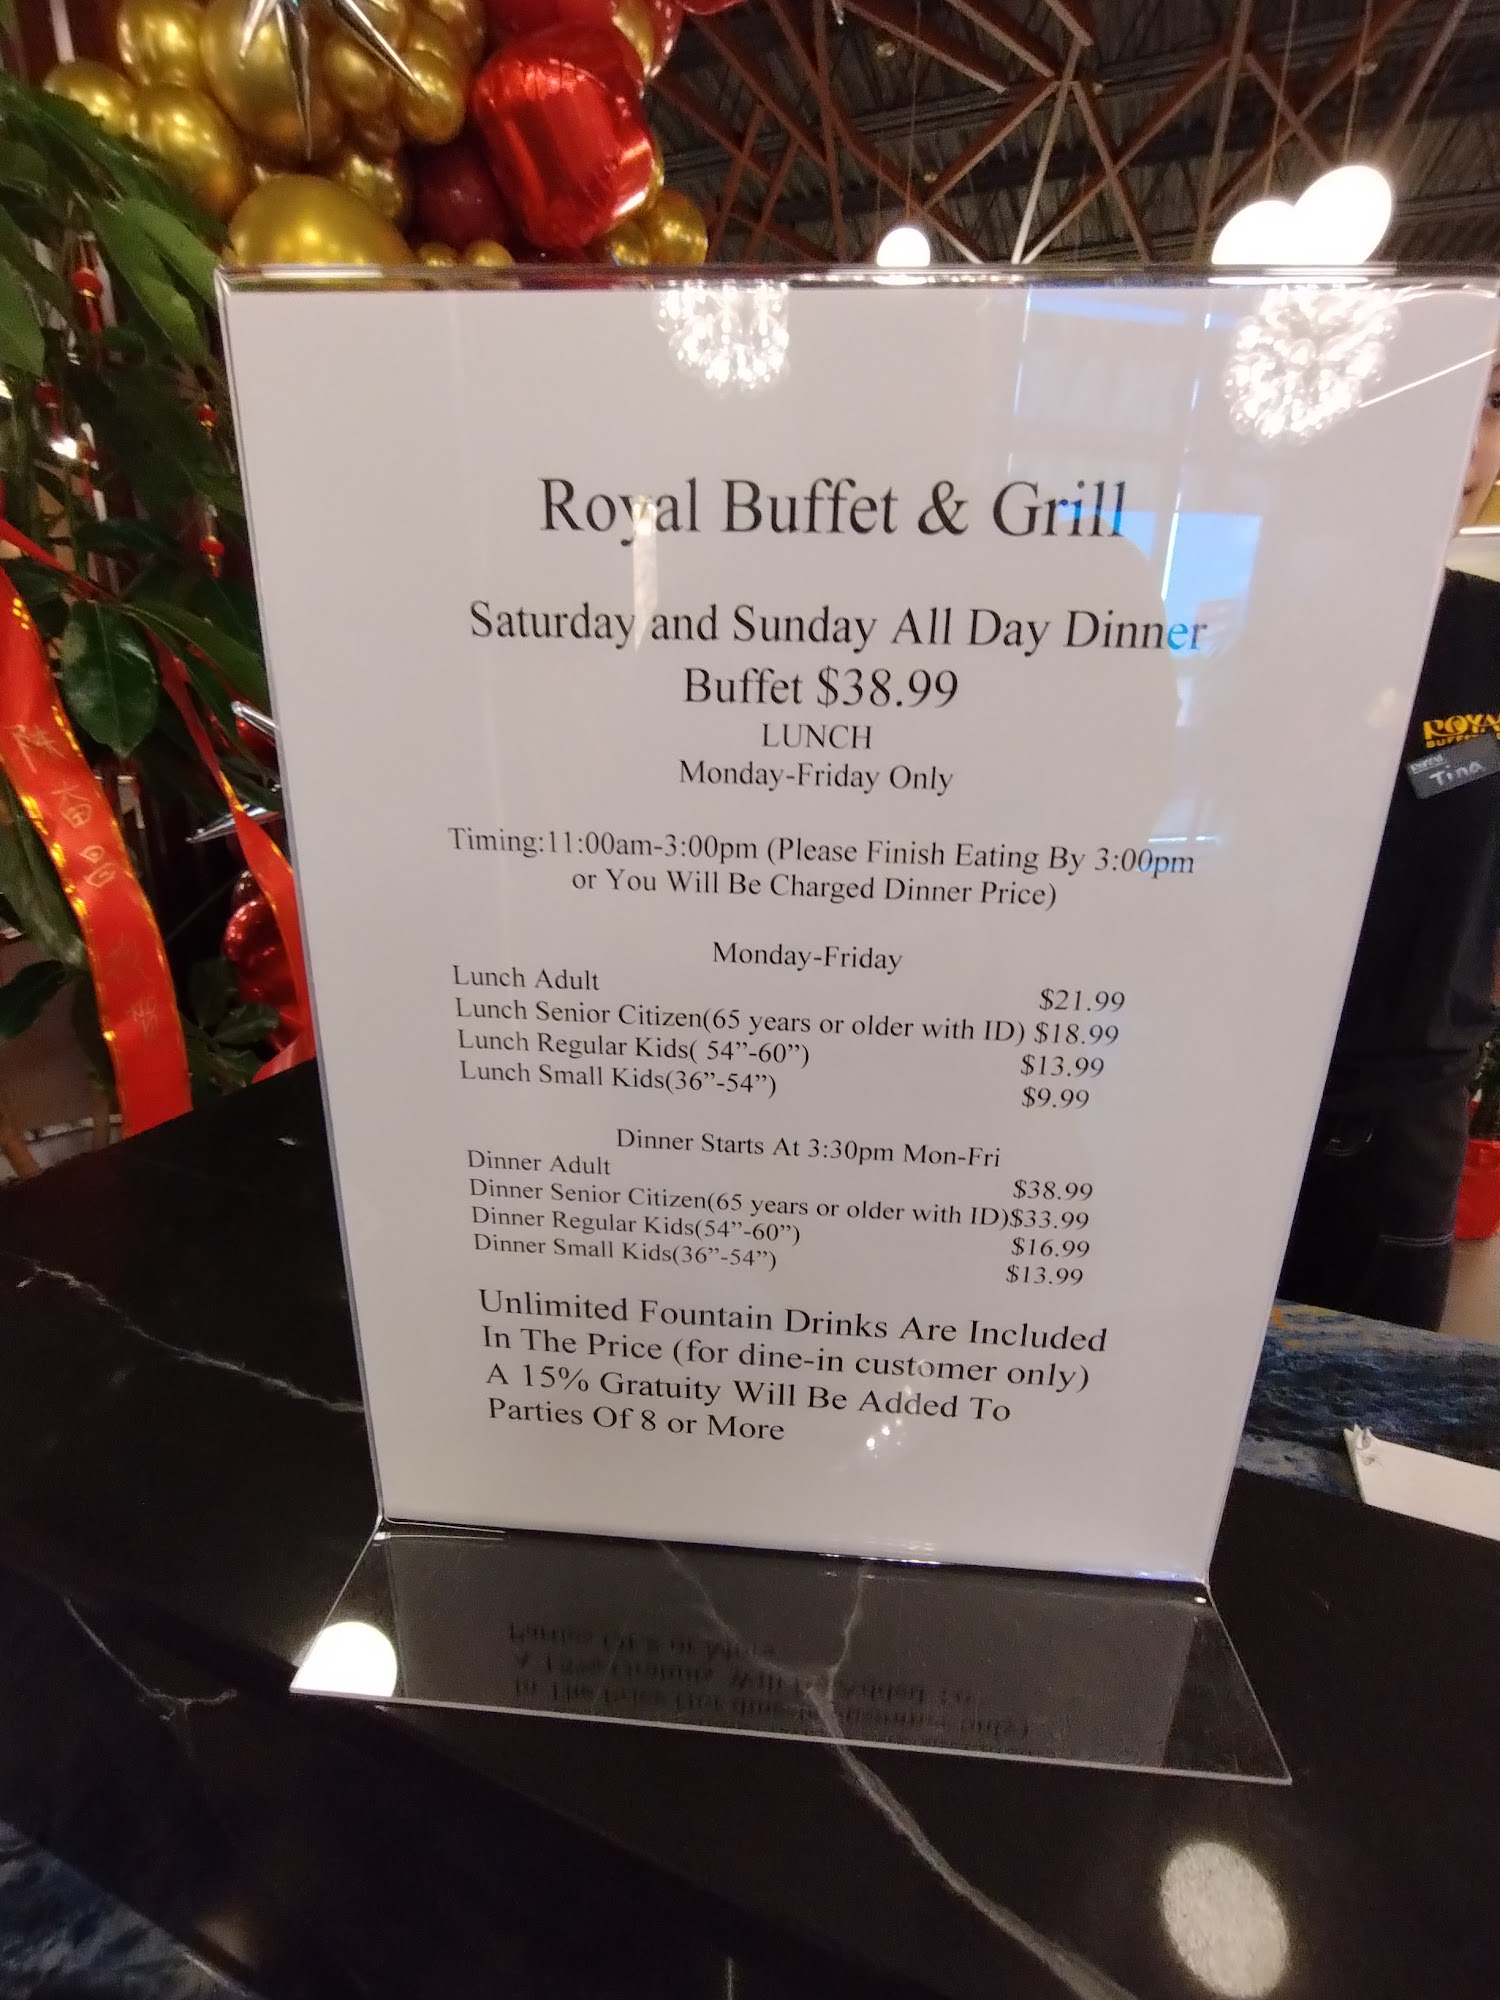 Royal Buffet & Grill
Saturday and Sunday All Day Dinner
Buffet $38.99
LUNCH
Monday-Friday Only
Timing:11:00am-3:00pm (Please Finish Eating By 3:00pm
or You Will Be Charged Dinner Price)
Monday-Friday
Lunch Adult $21.99
Lunch Senior Citizen(65 years or older with ID) $18.99
Lunch Regular Kids( 54”-60”) $13.99
Lunch Small Kids(36”-54”) $9.99
Dinner Starts At 3:30pm Mon-Fri
Dinner Adult $38.99
Dinner Senior Citizen(65 years or older with ID)$33.99
Dinner Regular Kids(54”-60”) $16.99
Dinner Small Kids(36”-54”) $13.99
Unlimited Fountain Drinks Are Included
In The Price (for dine-in customer only)
A 15% Gratuity Will Be Added To
Parties Of 8 or More
Tina